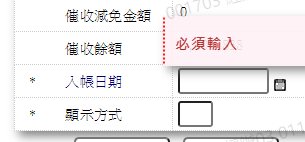 催收減免金額 0
催收餘額
必須輸入
* 入帳日期
* 顯示方式